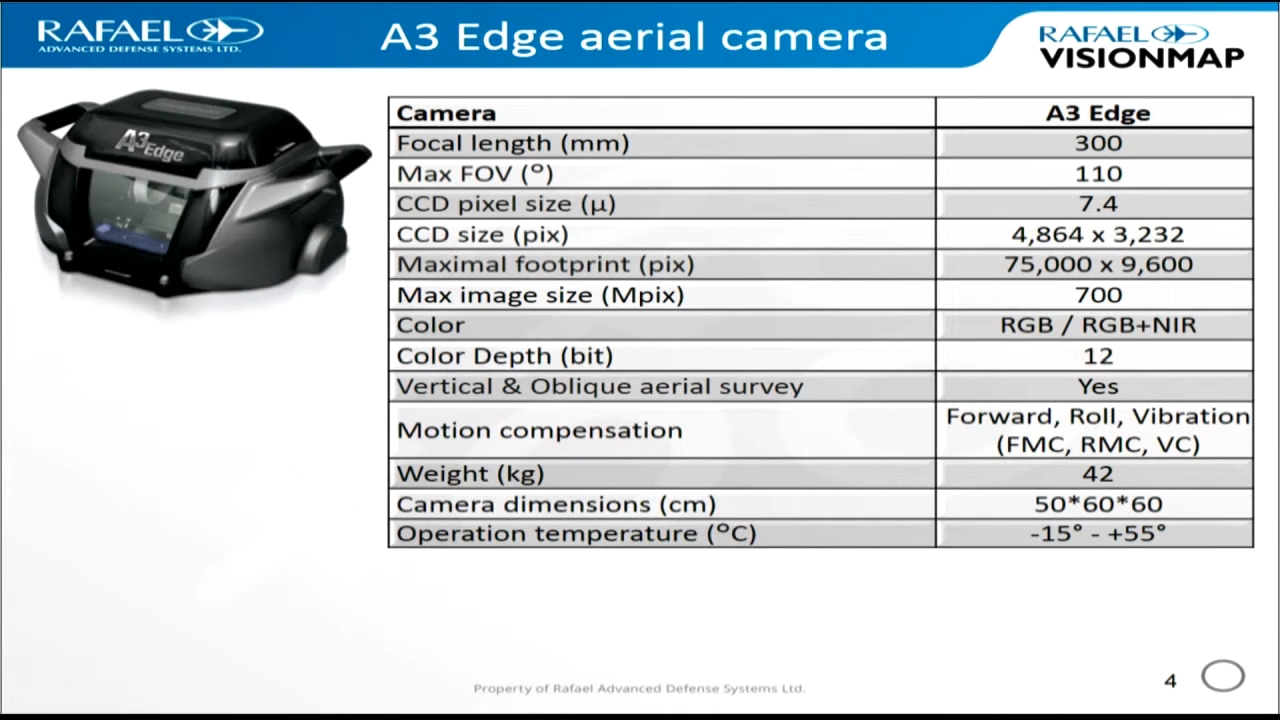 RAFAEL
ADVANCED DEFENSE SYSTEMS LTD.
A3 Edge aerial camera
RAFAEL
VISIONMAP
A3 Edge
Camera A3 Edge
Focal length (mm) 300
Max FOV (°) 110
CCD pixel size (µ) 7.4
CCD size (pix) 4,864 x 3,232
Maximal footprint (pix) 75,000 x 9,600
Max image size (Mpix) 700
Color RGB / RGB+NIR
Color Depth (bit) 12
Vertical & Oblique aerial survey Yes
Motion compensation Forward, Roll, Vibration
(FMC, RMC, VC)
Weight (kg) 42
Camera dimensions (cm) 50*60*60
Operation temperature (°C) -15° - +55°
Property of Rafael Advanced Defense Systems Ltd.
4